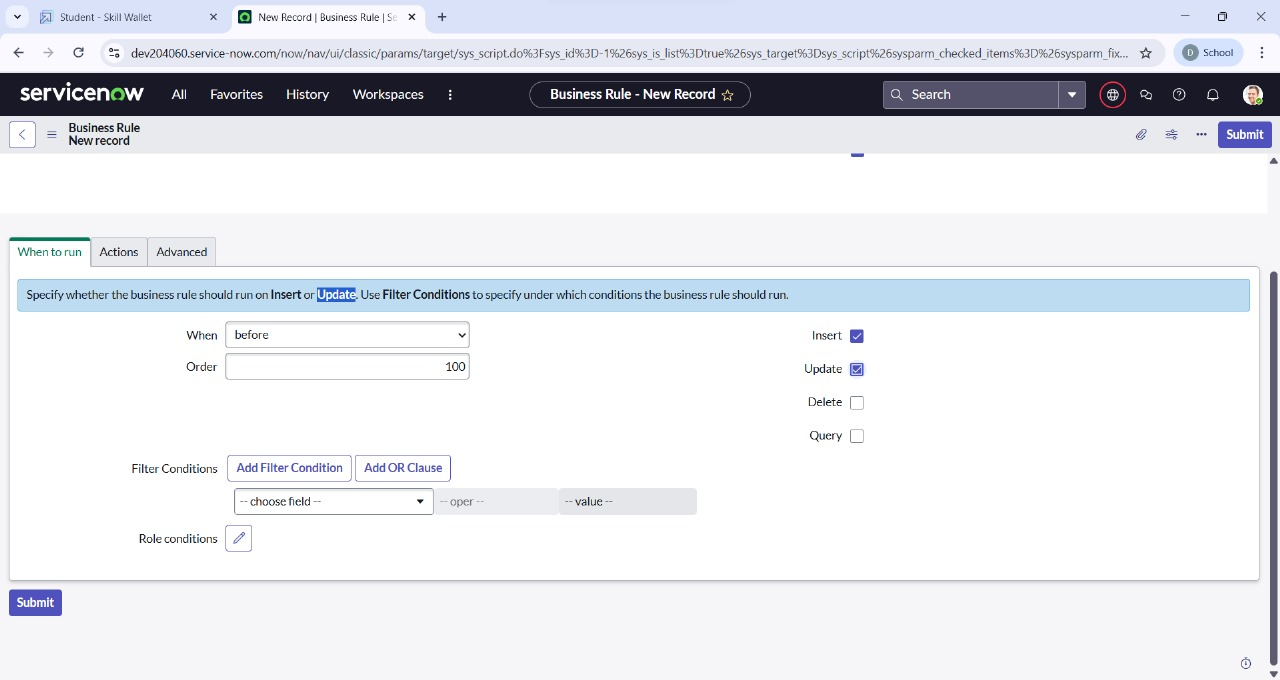 Student - Skill Wallet
New Record | Business Rule | Se
dev204060.service-now.com/now/nav/ui/classic/params/target/sys_script.do%3Fsys_id%3D-1%26sys_is_list%3Dtrue%26sys_target%3Dsys_script%26sysparm_checked_items%3D%26sysparm_fix...
D School
servicenow All Favorites History Workspaces
Business Rule - New Record
Search
Business Rule
New record
Submit
When to run Actions Advanced
Specify whether the business rule should run on Insert or Update. Use Filter Conditions to specify under which conditions the business rule should run.
When before
Insert
Order 100
Update
Delete
Query
Filter Conditions Add Filter Condition Add OR Clause
-- choose field -- -- oper -- -- value --
Role conditions
Submit